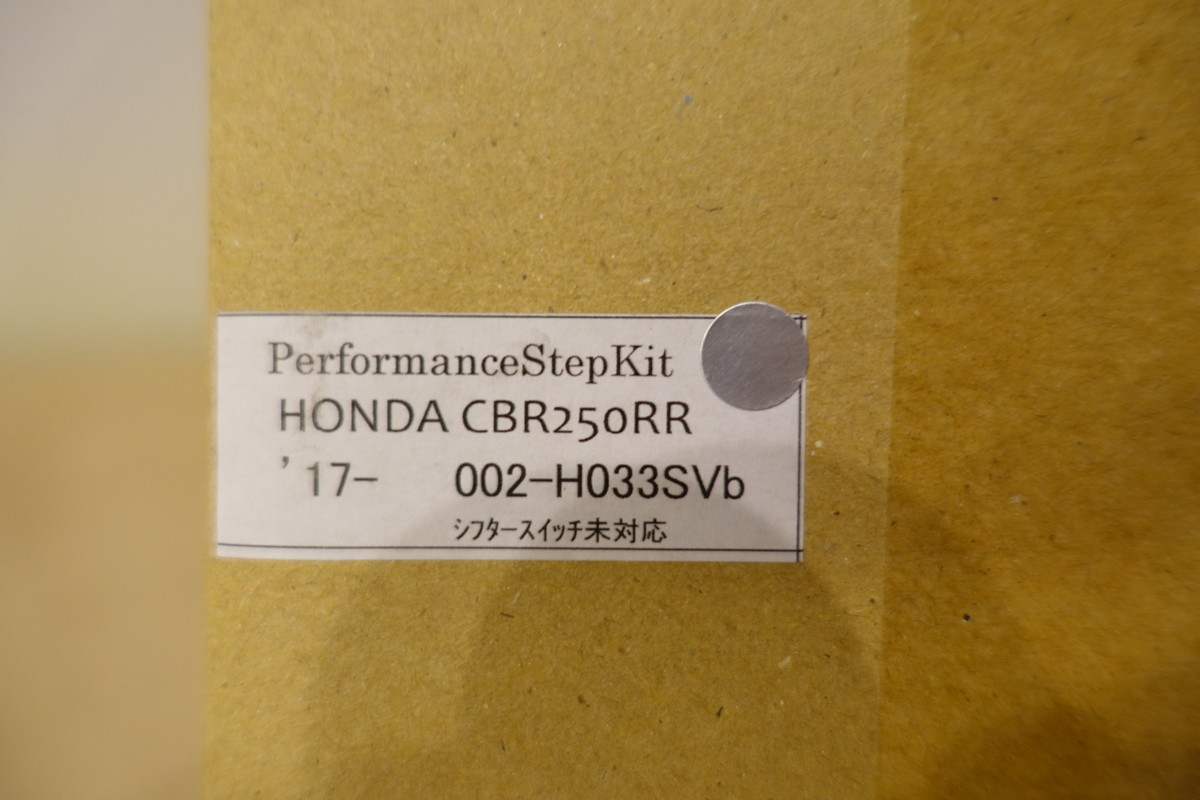 PerformanceStepKit
HONDA CBR250RR
'17- 002-H033SVb
ｼﾌﾀｰスイッチ未対応